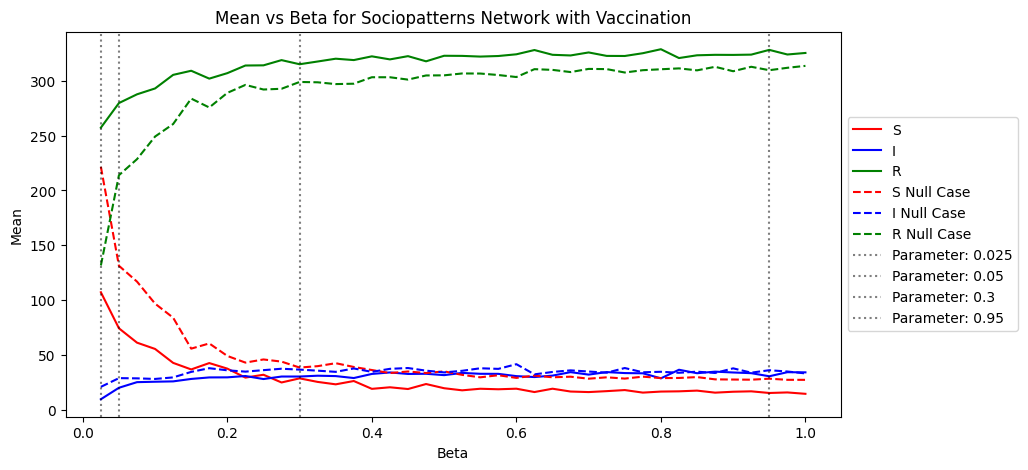 Mean vs Beta for Sociopatterns Network with Vaccination
Mean
300
250
200
150
100
50
0
0.0
0.2
0.4
0.6
0.8
1.0
Beta
S
I
R
S Null Case
I Null Case
R Null Case
Parameter: 0.025
Parameter: 0.05
Parameter: 0.3
Parameter: 0.95